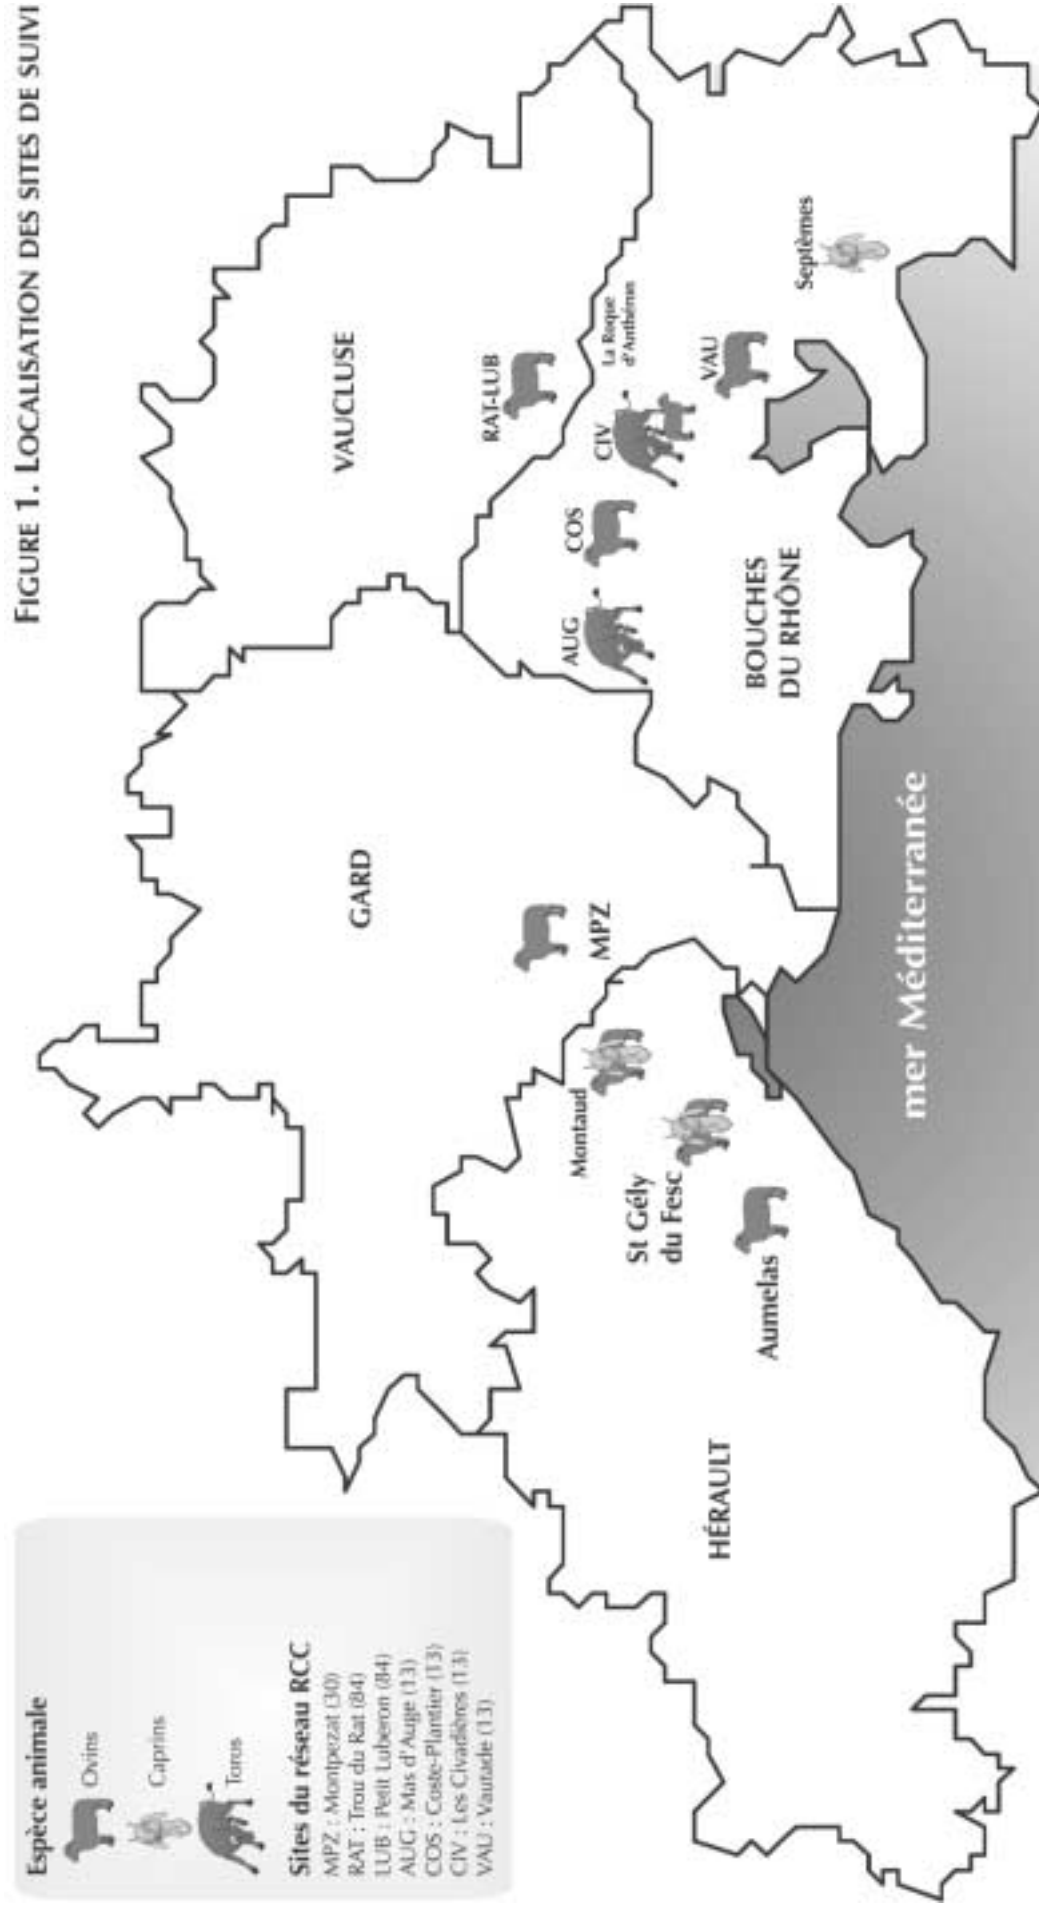 FIGURE 1. LOCALISATION DES SITES DE SUIVI
Espèce animale
Ovins
Caprins
Toros
Sites du réseau RCC
MPZ : Montpezat (30)
RAT : Trou du Rat (84)
LUB : Petit Luberon (84)
AUG : Mas d'Auge (13)
COS : Coste-Plantier (13)
CIV : Les Civadières (13)
VAU : Vautade (13)
VAUCLUSE
GARD
RAT-LUB
La Roque
d'Anthérus
CIV
COS
AUG
VAU
Septèmes
BOUCHES
DU RHÔNE
MPZ
Montaud
St Gély
du Fesc
Aumelas
HÉRAULT
mer Méditerranée